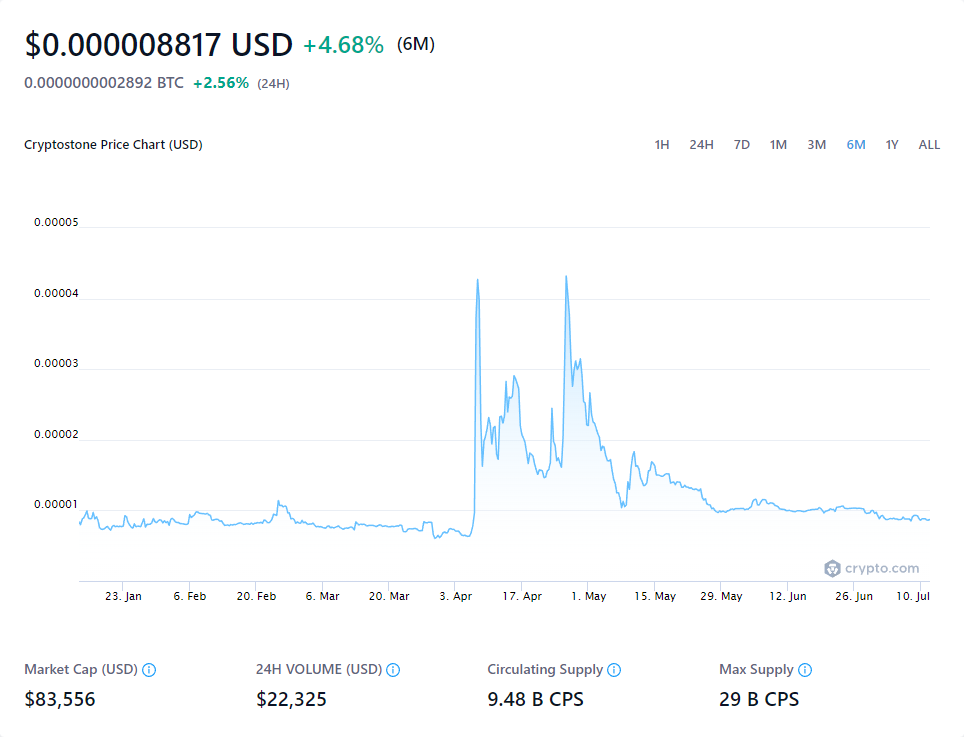 $0.000008817 USD +4.68% (6M)
0.0000000002892 BTC +2.56% (24H)
Cryptostone Price Chart (USD) 1H 24H 7D 1M 3M 6M 1Y ALL
0.00005
0.00004
0.00003
0.00002
0.00001
crypto.com
23. Jan 6. Feb 20. Feb 6. Mar 20. Mar 3. Apr 17. Apr 1. May 15. May 29. May 12. Jun 26. Jun 10. Jul
Market Cap (USD) 24H VOLUME (USD) Circulating Supply Max Supply
$83,556 $22,325 9.48 B CPS 29 B CPS